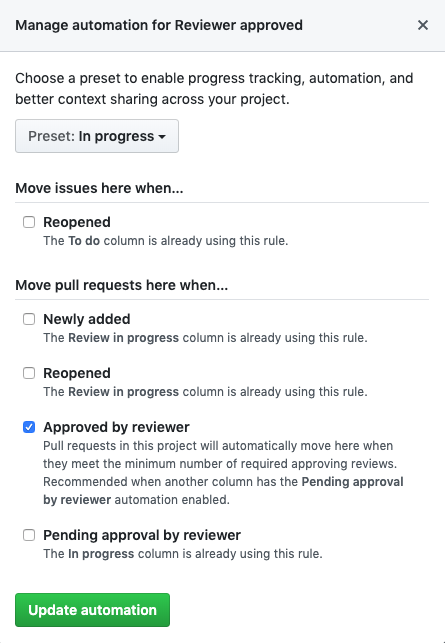 Manage automation for Reviewer approved
Choose a preset to enable progress tracking, automation, and
better context sharing across your project.
Preset: In progress
Move issues here when...
Reopened
The To do column is already using this rule.
Move pull requests here when...
Newly added
The Review in progress column is already using this rule.
Reopened
The Review in progress column is already using this rule.
Approved by reviewer
Pull requests in this project will automatically move here when
they meet the minimum number of required approving reviews.
Recommended when another column has the Pending approval
by reviewer automation enabled.
Pending approval by reviewer
The In progress column is already using this rule.
Update automation